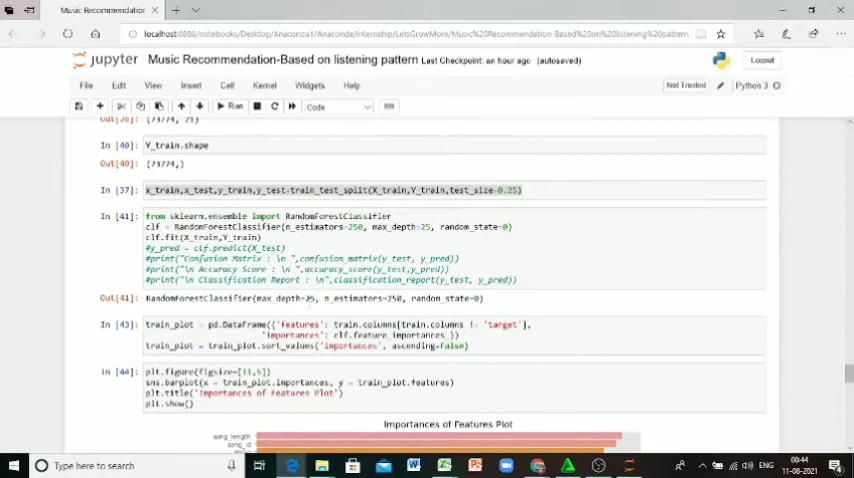 Music Recommendation
localhost:8888/notebooks/Desktop/Anaconda1/Anaconda/Internship/LetsGrowMore/Music%20Recommendation-Based%20on%20listening%20pattern
jupyter Music Recommendation-Based on listening pattern Last Checkpoint: an hour ago (autosaved)
Logout
File Edit View Insert Cell Kernel Widgets Help
Not Trusted Python 3
Run Code
(73774, 21)
In [40]: Y_train.shape
Out[40]: (73774,)
In [37]: x_train,x_test,y_train,y_test=train_test_split(X_train,Y_train,test_size=0.25)
In [41]: from sklearn.ensemble import RandomForestClassifier
clf = RandomForestClassifier(n_estimators=250, max_depth=25, random_state=0)
clf.fit(X_train,Y_train)
#y_pred = clf.predict(X_test)
#print("Confusion Matrix : \n ",confusion_matrix(y_test, y_pred))
#print("\n Accuracy Score : \n ",accuracy_score(y_test,y_pred))
#print("\n Classification Report : \n",classification_report(y_test, y_pred))
Out[41]: RandomForestClassifier(max_depth=25, n_estimators=250, random_state=0)
In [43]: train_plot = pd.DataFrame({'features': train.columns[train.columns != 'target'],
'importances': clf.feature_importances_})
train_plot = train_plot.sort_values('importances', ascending=False)
In [44]: plt.figure(figsize=[11,5])
sns.barplot(x = train_plot.importances, y = train_plot.features)
plt.title('Importances of Features Plot')
plt.show()
Importances of Features Plot
song_length
song_id
Type here to search
ENG
00:44
11-08-2021